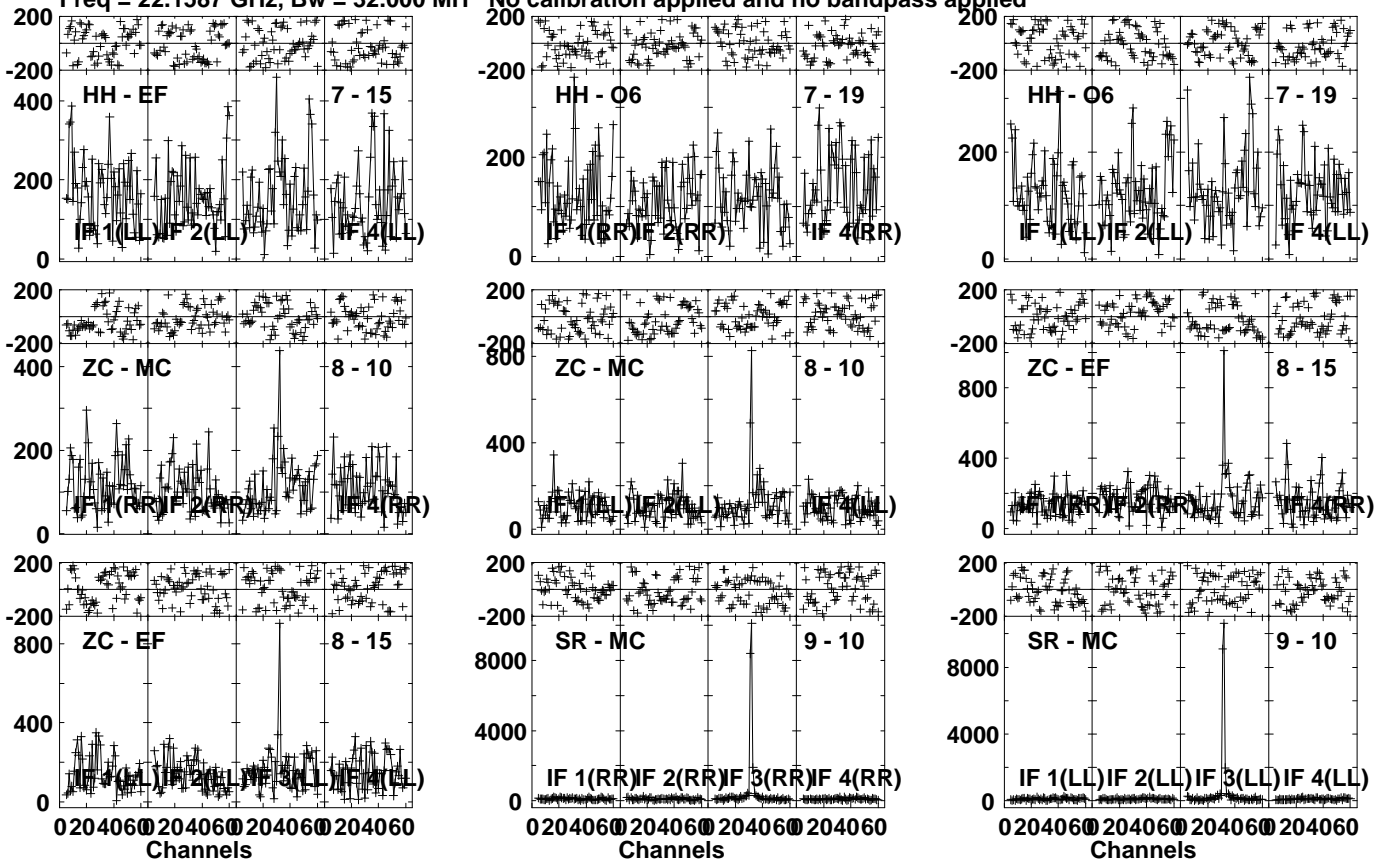 Freq = 22.1587 GHz, Bw = 32.000 MH No calibration applied and no bandpass applied
200
-200
400
200
0
HH - EF 7 - 15
IF 1(LL) IF 2(LL) IF 4(LL)
200
-200
200
0
HH - O6 7 - 19
IF 1(RR) IF 2(RR) IF 4(RR)
200
-200
200
0
HH - O6 7 - 19
IF 1(LL) IF 2(LL) IF 4(LL)
200
-200
400
200
0
ZC - MC 8 - 10
IF 1(RR) IF 2(RR) IF 4(RR)
200
-200
800
400
0
ZC - MC 8 - 10
IF 1(LL) IF 2(LL) IF 4(LL)
200
-200
800
400
0
ZC - EF 8 - 15
IF 1(RR) IF 2(RR) IF 4(RR)
200
-200
800
400
0
ZC - EF 8 - 15
IF 1(LL) IF 2(LL) IF 3(LL) IF 4(LL)
0 20 40 60 0 20 40 60 0 20 40 60 0 20 40 60
Channels
200
-200
8000
4000
0
SR - MC 9 - 10
IF 1(RR) IF 2(RR) IF 3(RR) IF 4(RR)
0 20 40 60 0 20 40 60 0 20 40 60 0 20 40 60
Channels
200
-200
8000
4000
0
SR - MC 9 - 10
IF 1(LL) IF 2(LL) IF 3(LL) IF 4(LL)
0 20 40 60 0 20 40 60 0 20 40 60 0 20 40 60
Channels